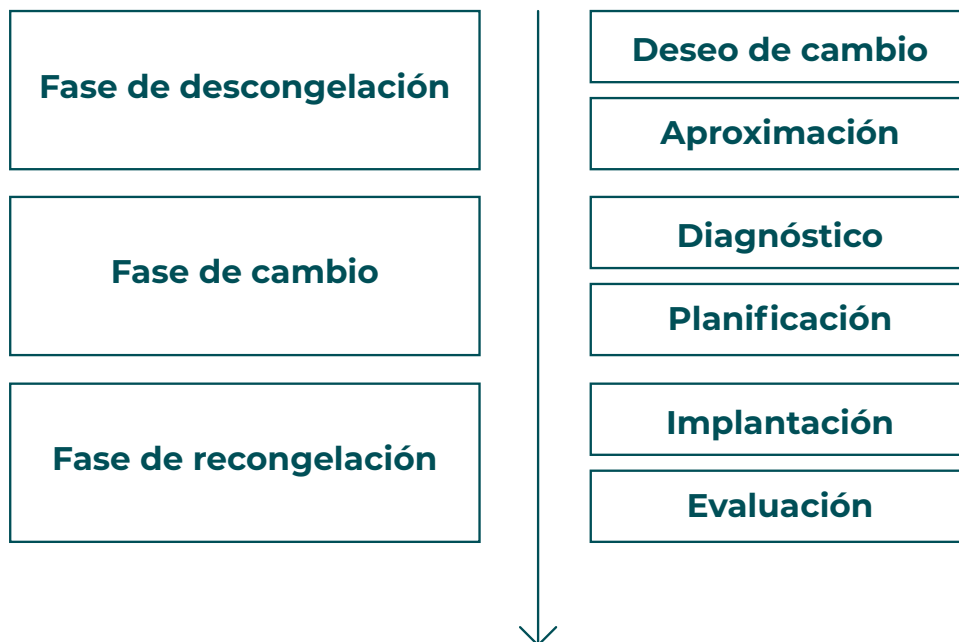 Fase de descongelación
Deseo de cambio
Aproximación
Fase de cambio
Diagnóstico
Planificación
Fase de recongelación
Implantación
Evaluación